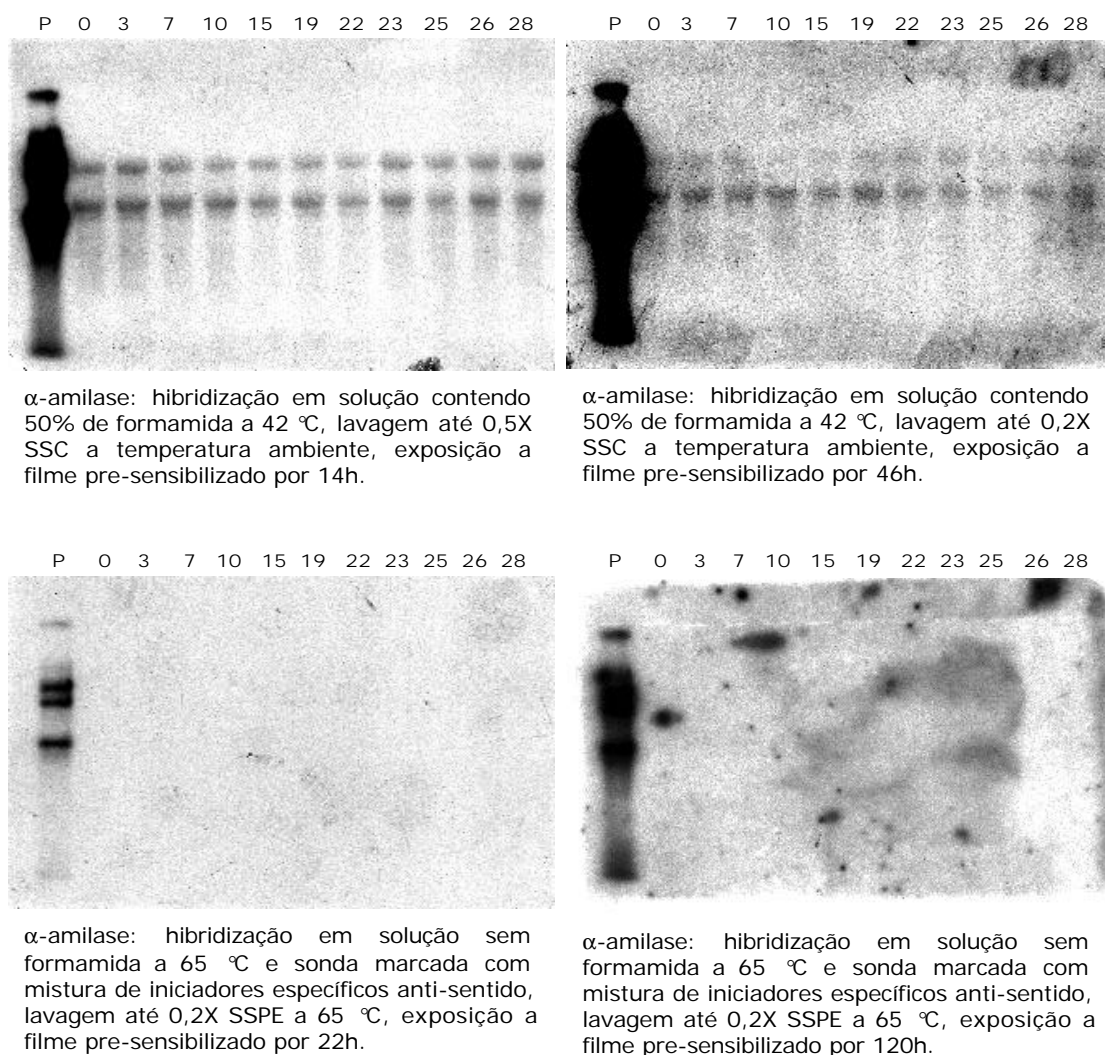 P 0 3 7 10 15 19 22 23 25 26 28
P 0 3 7 10 15 19 22 23 25 26 28
α-amilase: hibridização em solução contendo
50% de formamida a 42 ℃, lavagem até 0,5X
SSC a temperatura ambiente, exposição a
filme pre-sensibilizado por 14h.
α-amilase: hibridização em solução contendo
50% de formamida a 42 ℃, lavagem até 0,2X
SSC a temperatura ambiente, exposição a
filme pre-sensibilizado por 46h.
P 0 3 7 10 15 19 22 23 25 26 28
P 0 3 7 10 15 19 22 23 25 26 28
α-amilase: hibridização em solução sem
formamida a 65 ℃ e sonda marcada com
mistura de iniciadores específicos anti-sentido,
lavagem até 0,2X SSPE a 65 ℃, exposição a
filme pre-sensibilizado por 22h.
α-amilase: hibridização em solução sem
formamida a 65 ℃ e sonda marcada com
mistura de iniciadores específicos anti-sentido,
lavagem até 0,2X SSPE a 65 ℃, exposição a
filme pre-sensibilizado por 120h.